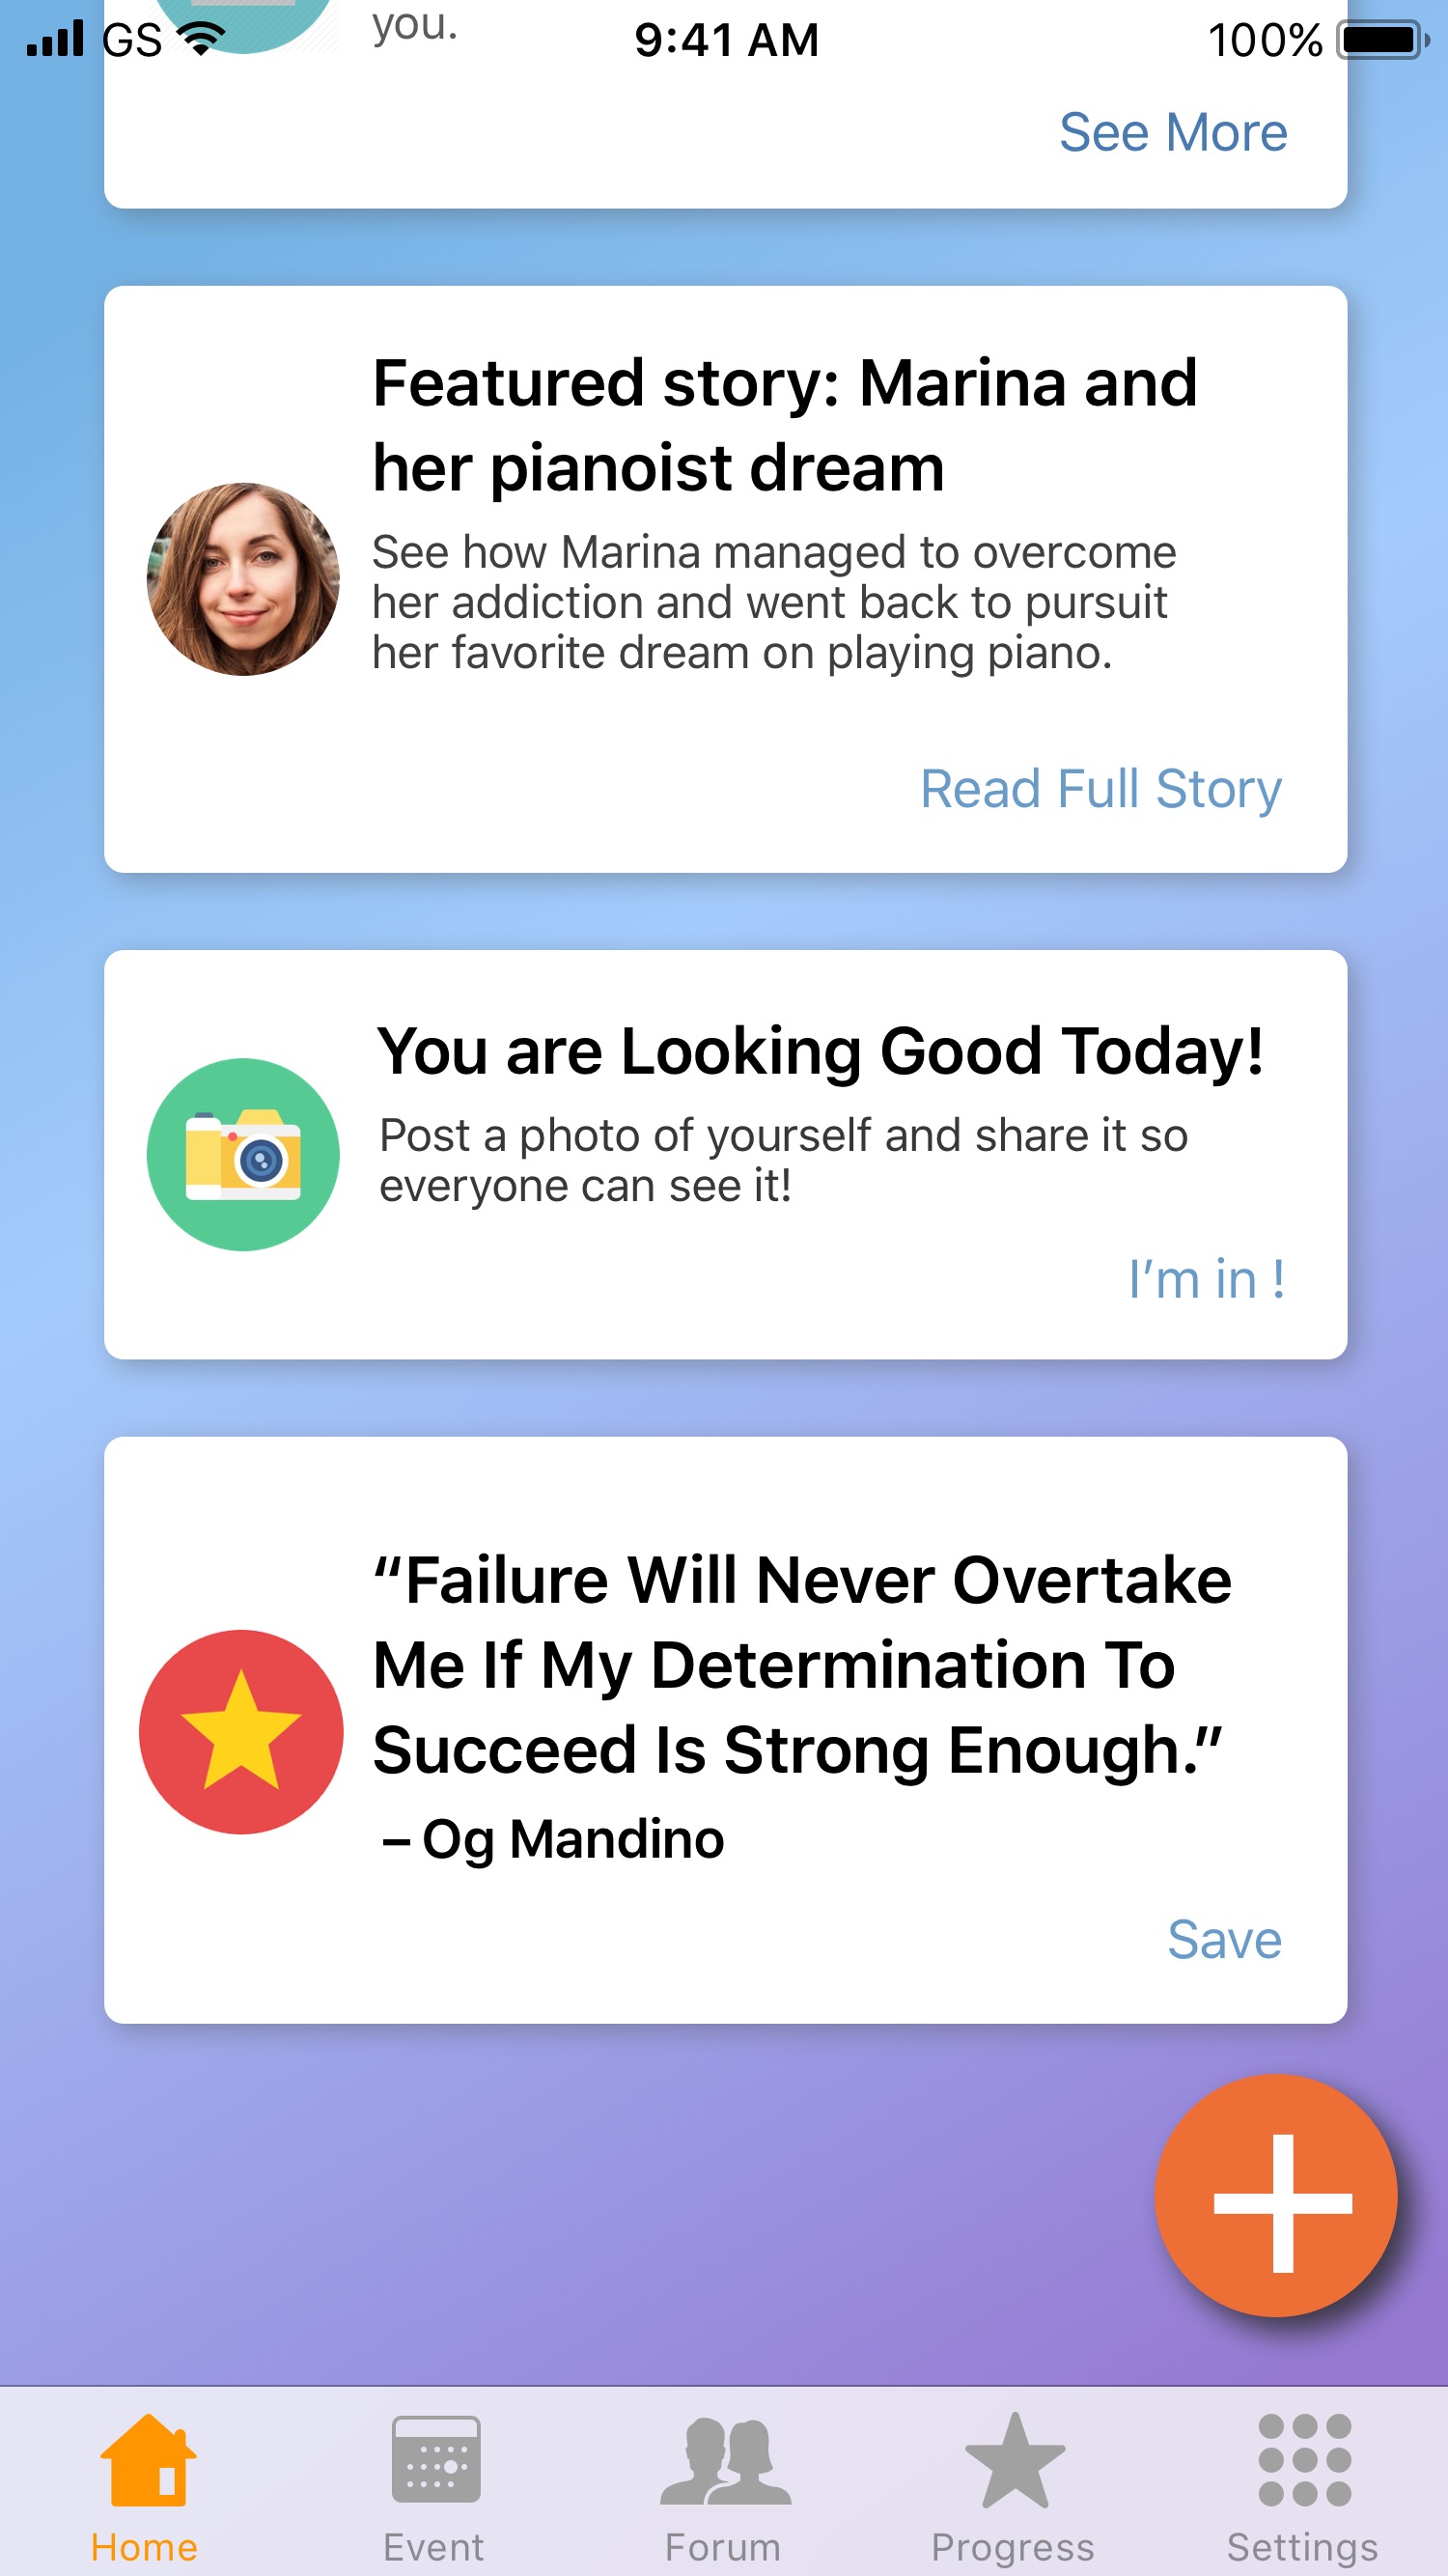 you.
GS 9:41 AM 100%
See More
Featured story: Marina and
her pianoist dream
See how Marina managed to overcome
her addiction and went back to pursuit
her favorite dream on playing piano.
Read Full Story
You are Looking Good Today!
Post a photo of yourself and share it so
everyone can see it!
I’m in !
“Failure Will Never Overtake
Me If My Determination To
Succeed Is Strong Enough.”
– Og Mandino
Save
Home Event Forum Progress Settings